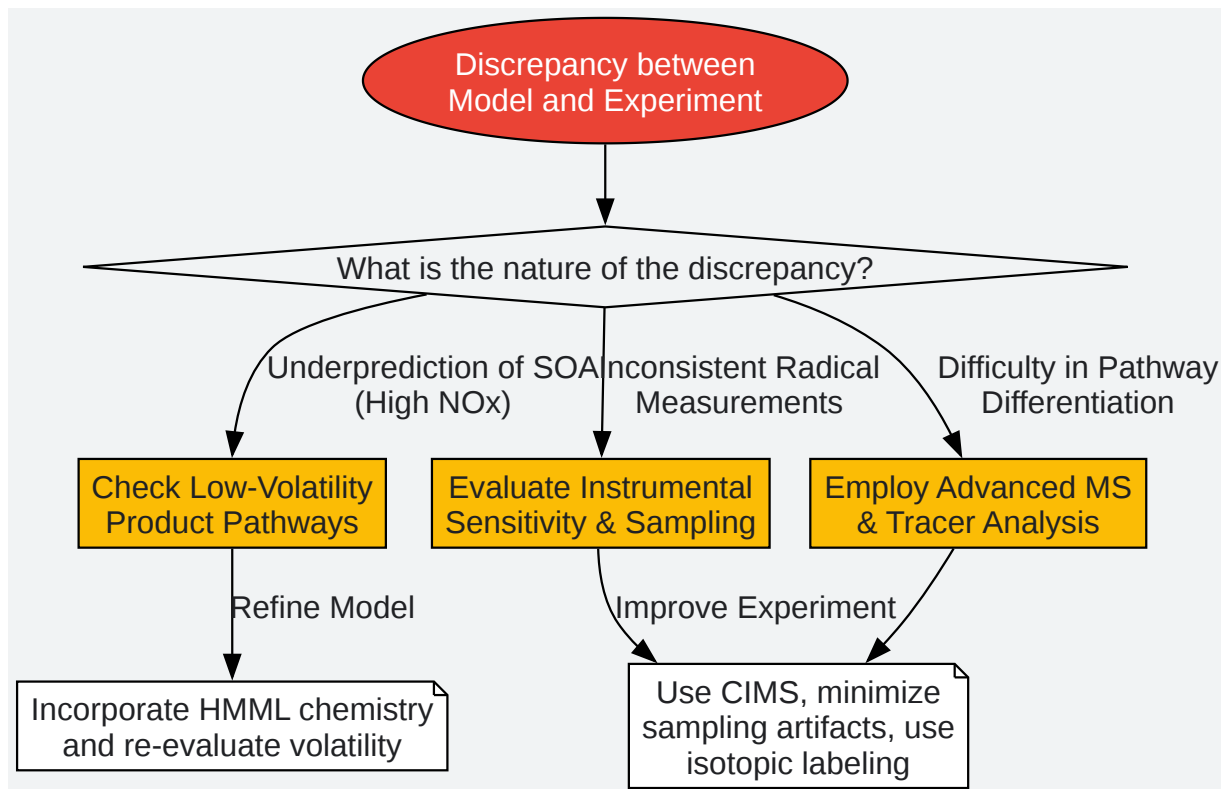 Discrepancy between
Model and Experiment
What is the nature of the discrepancy?
Underprediction of SOA
(High NOx)
Inconsistent Radical
Measurements
Difficulty in Pathway
Differentiation
Check Low-Volatility
Product Pathways
Evaluate Instrumental
Sensitivity & Sampling
Employ Advanced MS
& Tracer Analysis
Refine Model
Improve Experiment
Incorporate HMML chemistry
and re-evaluate volatility
Use CIMS, minimize
sampling artifacts, use
isotopic labeling